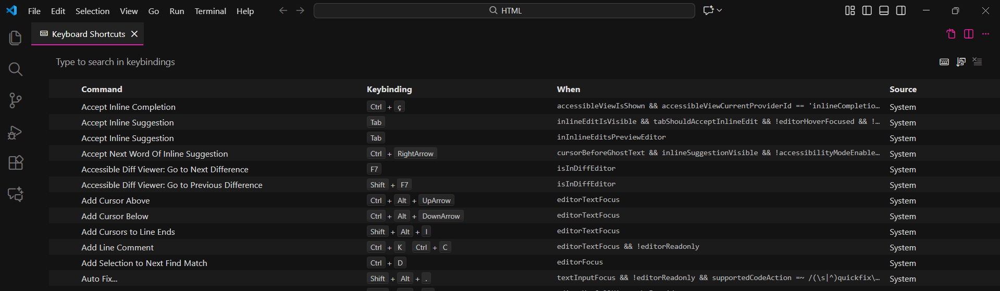 File Edit Selection View Go Run Terminal Help HTML
Keyboard Shortcuts
Type to search in keybindings
Command Keybinding When Source
Accept Inline Completion Ctrl + ç accessibleViewIsShown && accessibleViewCurrentProviderId == 'inlineCompletio… System
Accept Inline Suggestion Tab inlineEditIsVisible && tabShouldAcceptInlineEdit && !editorHoverFocused && !… System
Accept Inline Suggestion Tab inInlineEditsPreviewEditor System
Accept Next Word Of Inline Suggestion Ctrl + RightArrow cursorBeforeGhostText && inlineSuggestionVisible && !accessibilityModeEnable… System
Accessible Diff Viewer: Go to Next Difference F7 isInDiffEditor System
Accessible Diff Viewer: Go to Previous Difference Shift + F7 isInDiffEditor System
Add Cursor Above Ctrl + Alt + UpArrow editorTextFocus System
Add Cursor Below Ctrl + Alt + DownArrow editorTextFocus System
Add Cursors to Line Ends Shift + Alt + I editorTextFocus System
Add Line Comment Ctrl + K Ctrl + C editorTextFocus && !editorReadonly System
Add Selection to Next Find Match Ctrl + D editorFocus System
Auto Fix... Shift + Alt + . textInputFocus && !editorReadonly && supportedCodeAction =~ /(\s|^)quickfix\… System